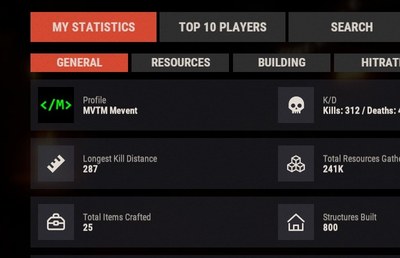 MY STATISTICS
TOP 10 PLAYERS
SEARCH
GENERAL
RESOURCES
BUILDING
</M>
Profile
MVTM Mevent
K/D
Kills: 312 / Deaths:
Longest Kill Distance
287
Total Resources
241K
Total Items Crafted
25
Structures Built
800